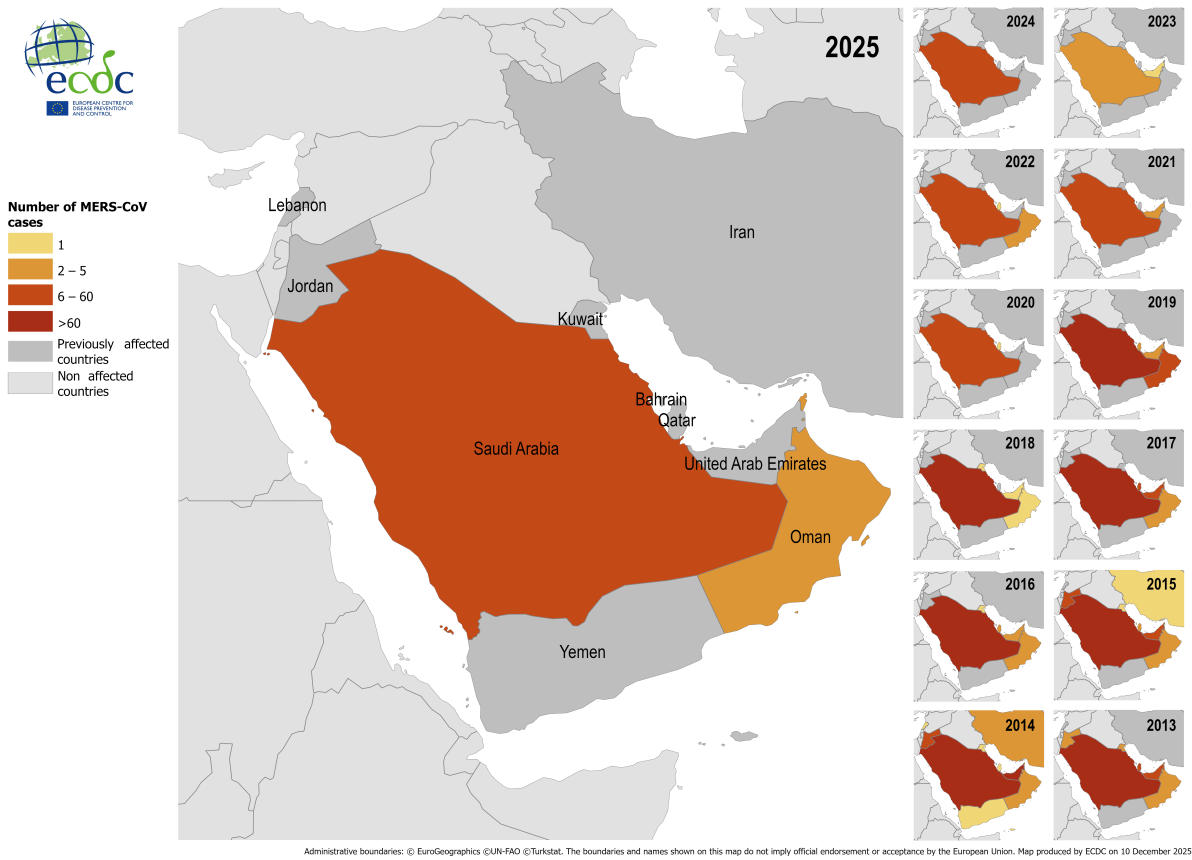 ecdc
EUROPEAN CENTRE FOR
DISEASE PREVENTION
AND CONTROL
Number of MERS-CoV
cases
1
2 – 5
6 – 60
>60
Previously affected
countries
Non affected
countries
2025
Lebanon
Iran
Jordan
Kuwait
Bahrain
Qatar
Saudi Arabia
United Arab Emirates
Oman
Yemen
2024
2023
2022
2021
2020
2019
2018
2017
2016
2015
2014
2013
Administrative boundaries: © EuroGeographics ©UN-FAO ©Turkstat. The boundaries and names shown on this map do not imply official endorsement or acceptance by the European Union. Map produced by ECDC on 10 December 2025